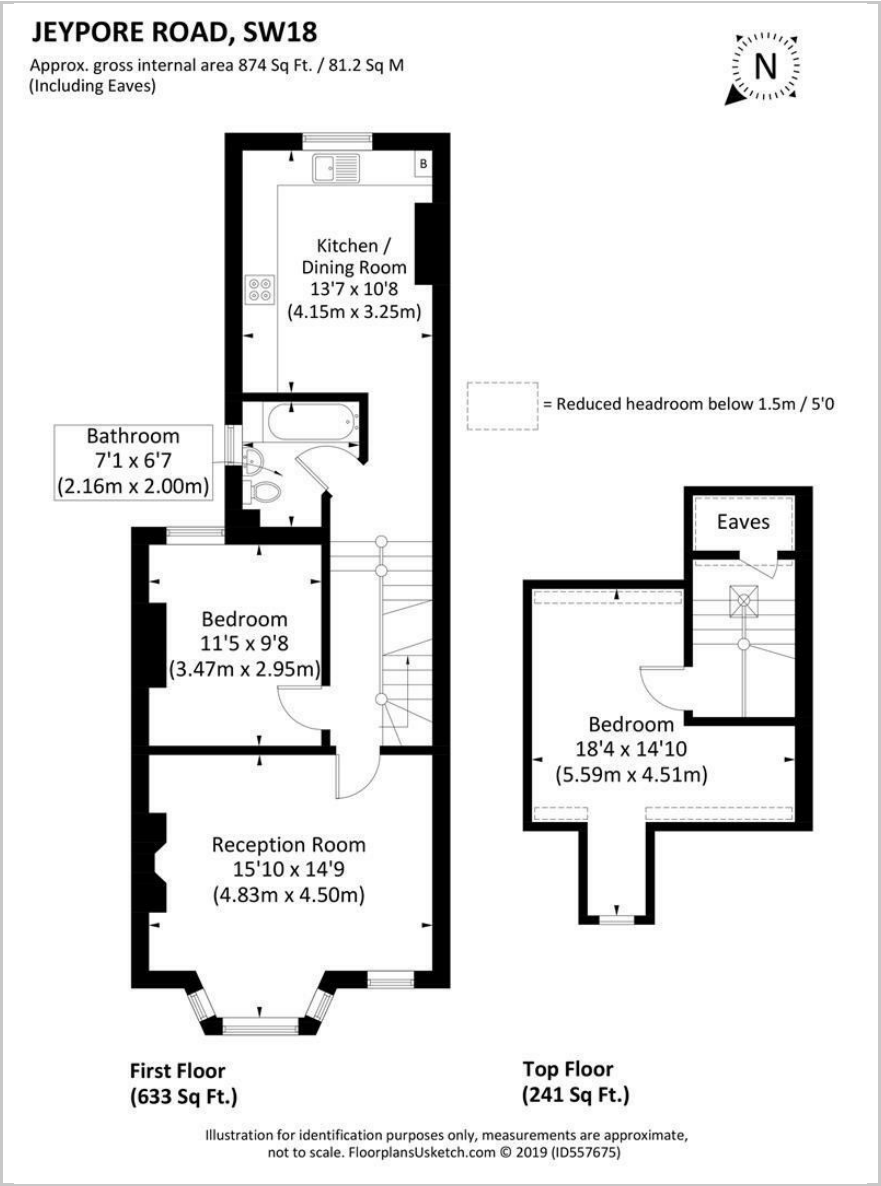 JEYPORE ROAD, SW18
Approx. gross internal area 874 Sq Ft. / 81.2 Sq M
(Including Eaves)
N
B
Kitchen /
Dining Room
13'7 x 10'8
(4.15m x 3.25m)
= Reduced headroom below 1.5m / 5'0
Bathroom
7'1 x 6'7
(2.16m x 2.00m)
Eaves
Bedroom
11'5 x 9'8
(3.47m x 2.95m)
Bedroom
18'4 x 14'10
(5.59m x 4.51m)
Reception Room
15'10 x 14'9
(4.83m x 4.50m)
First Floor
(633 Sq Ft.)
Top Floor
(241 Sq Ft.)
Illustration for identification purposes only, measurements are approximate,
not to scale. FloorplansUsketch.com © 2019 (ID557675)